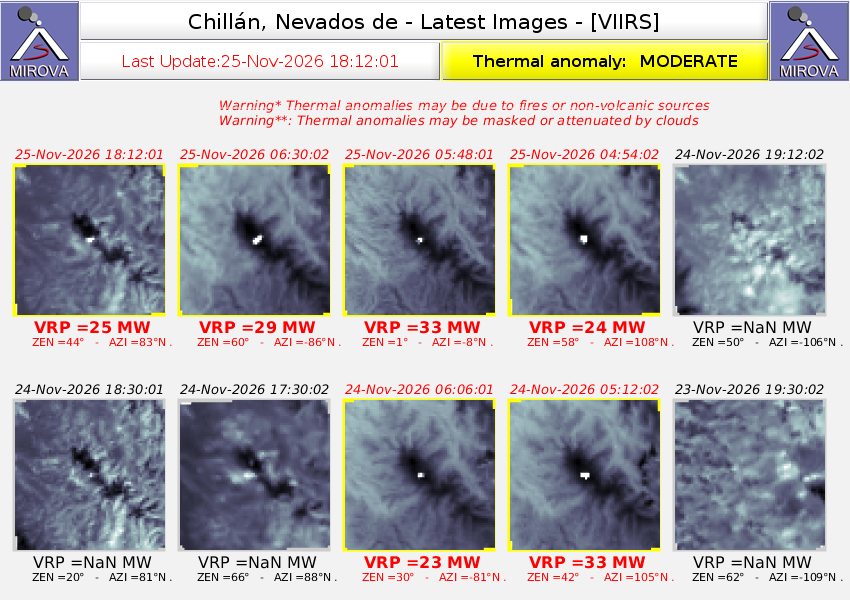 Chillán, Nevados de - Latest Images - [VIIRS]
MIROVA
Last Update:25-Nov-2026 18:12:01
Thermal anomaly: MODERATE
MIROVA
Warning* Thermal anomalies may be due to fires or non-volcanic sources
Warning**: Thermal anomalies may be masked or attenuated by clouds
25-Nov-2026 18:12:01 25-Nov-2026 06:30:02 25-Nov-2026 05:48:01 25-Nov-2026 04:54:02 24-Nov-2026 19:12:02
VRP =25 MW VRP =29 MW VRP =33 MW VRP =24 MW VRP =NaN MW
ZEN =44° - AZI =83°N . ZEN =60° - AZI =-86°N . ZEN =1° - AZI =-8°N . ZEN =58° - AZI =108°N . ZEN =50° - AZI =-106°N .
24-Nov-2026 18:30:01 24-Nov-2026 17:30:02 24-Nov-2026 06:06:01 24-Nov-2026 05:12:02 23-Nov-2026 19:30:02
VRP =NaN MW VRP =NaN MW VRP =23 MW VRP =33 MW VRP =NaN MW
ZEN =20° - AZI =81°N . ZEN =66° - AZI =88°N . ZEN =30° - AZI =-81°N . ZEN =42° - AZI =105°N . ZEN =62° - AZI =-109°N .